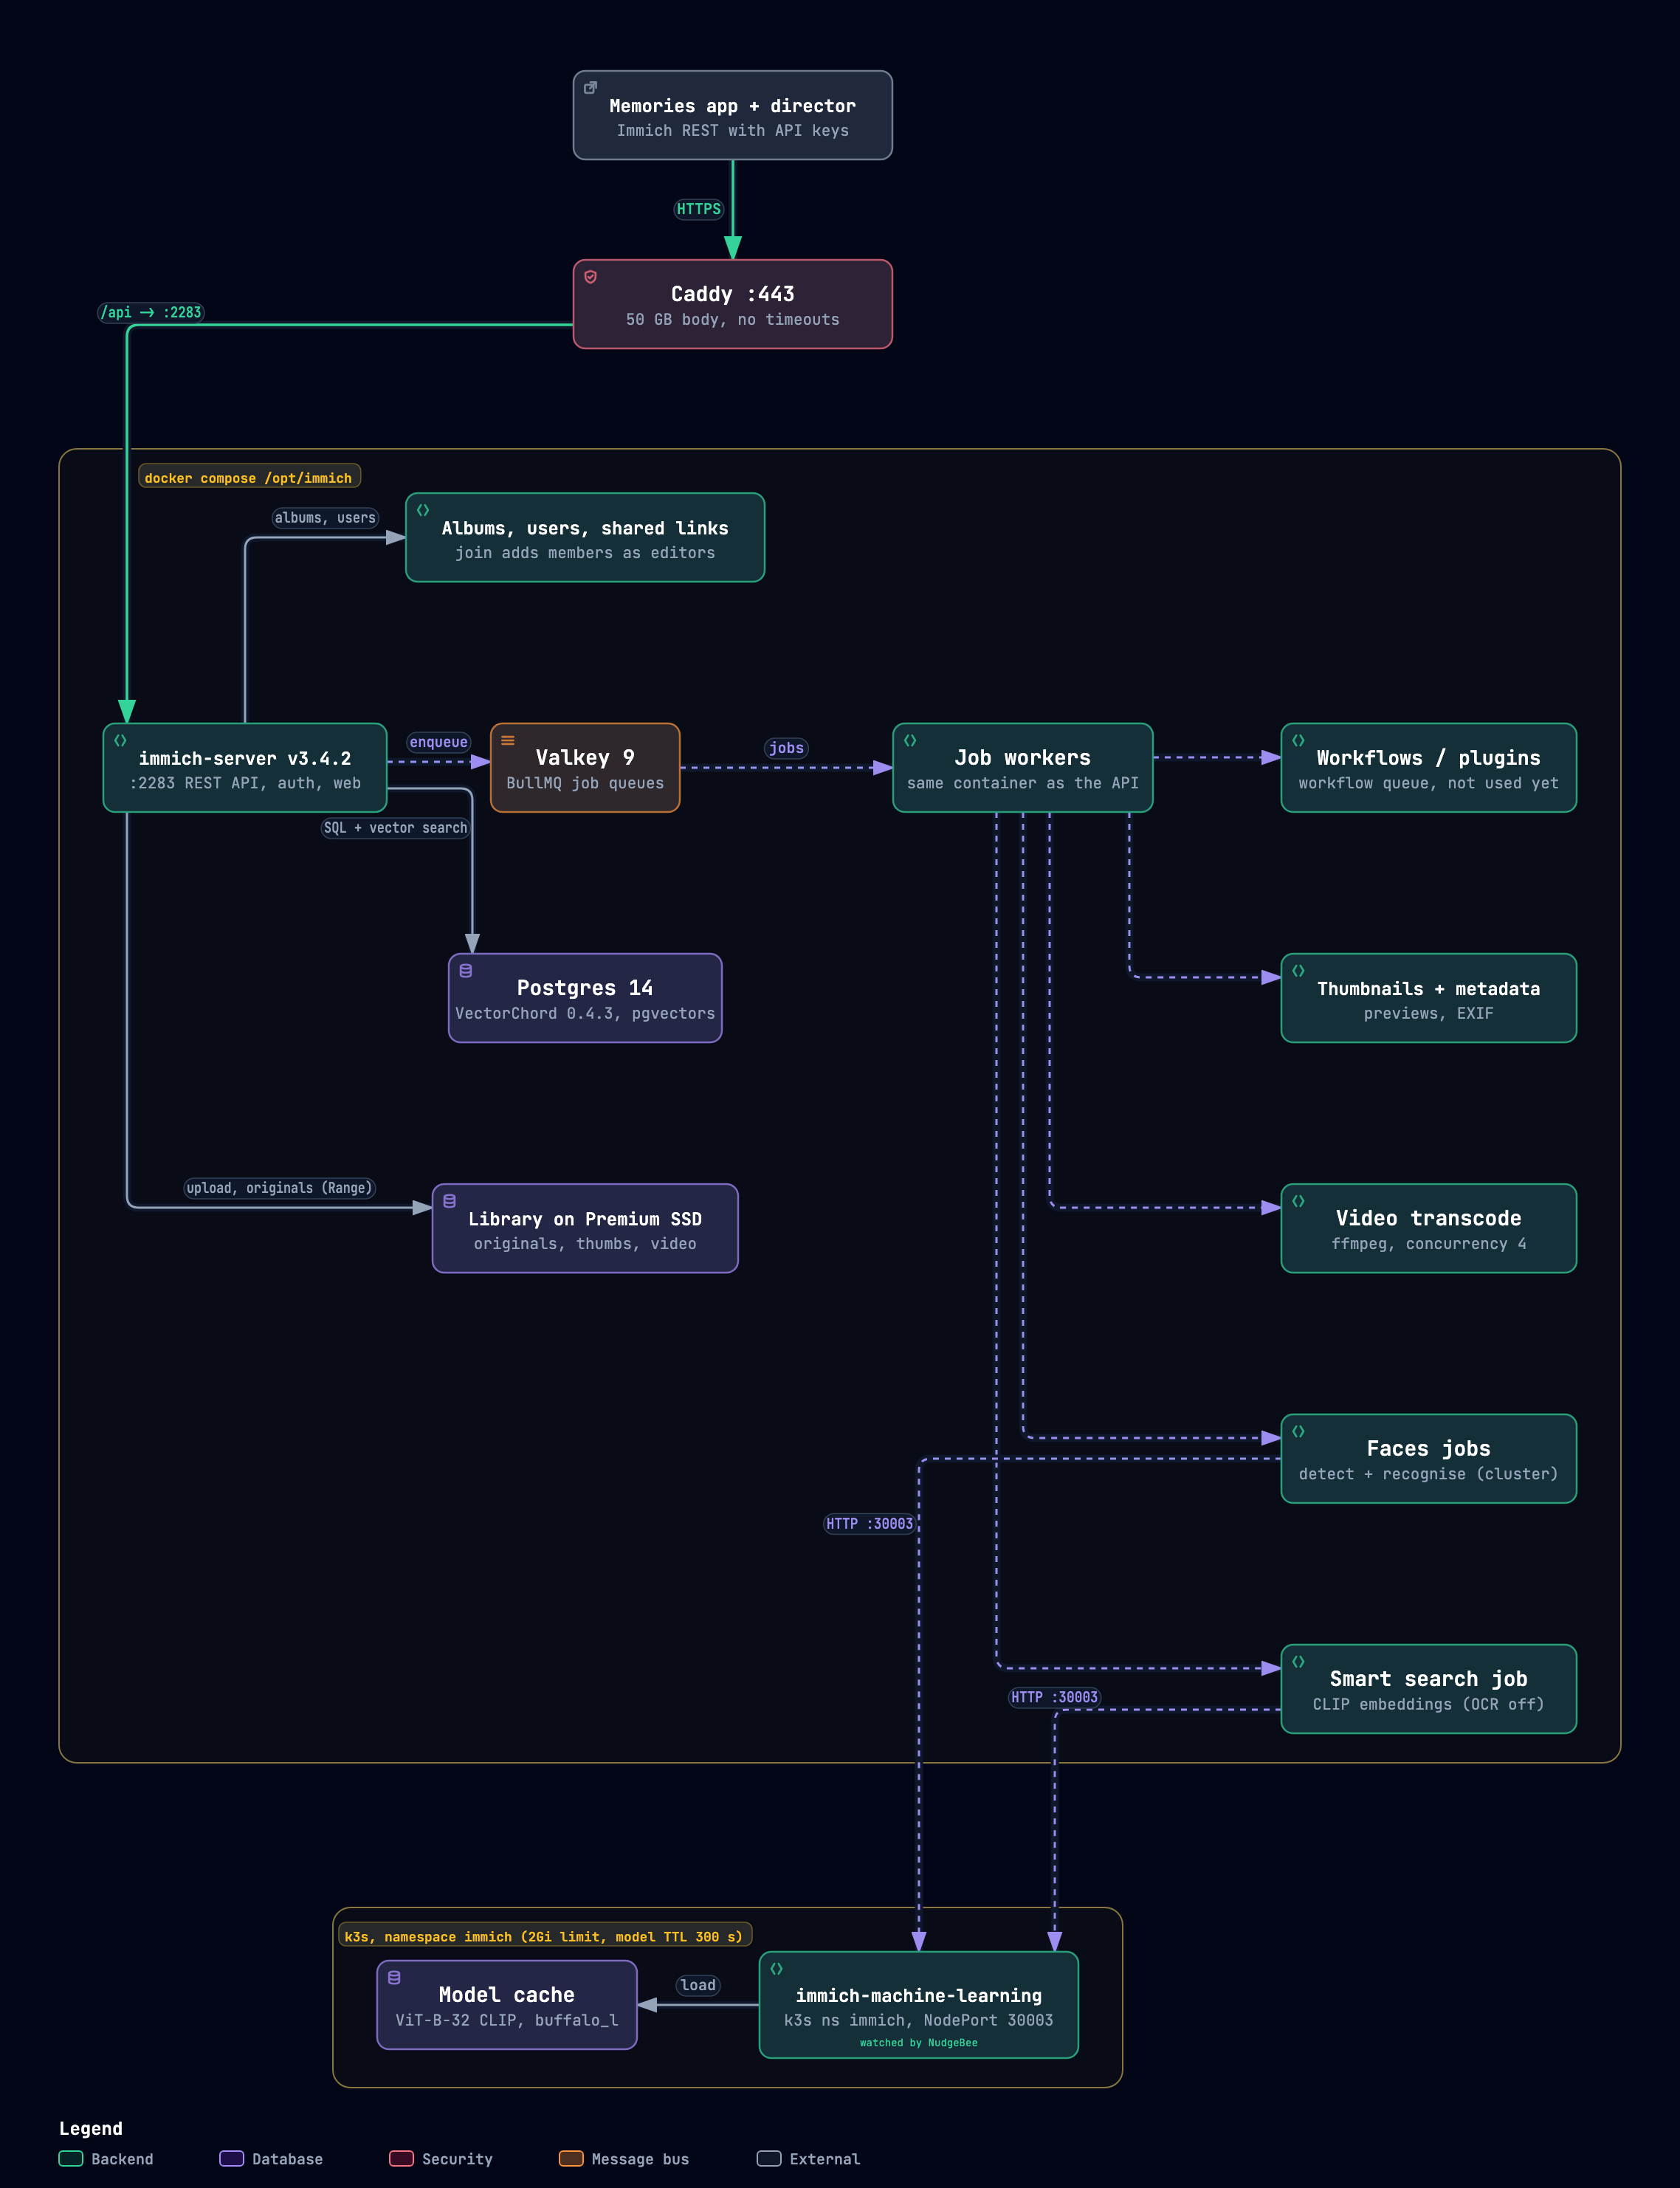 Memories app + director
Immich REST with API keys
HTTPS
Caddy :443
50 GB body, no timeouts
/api → :2283
docker compose /opt/immich
albums, users
Albums, users, shared links
join adds members as editors
immich-server v3.4.2
:2283 REST API, auth, web
enqueue
Valkey 9
BullMQ job queues
jobs
Job workers
same container as the API
Workflows / plugins
workflow queue, not used yet
SQL + vector search
Postgres 14
VectorChord 0.4.3, pgvectors
Thumbnails + metadata
previews, EXIF
upload, originals (Range)
Library on Premium SSD
originals, thumbs, video
Video transcode
ffmpeg, concurrency 4
Faces jobs
detect + recognise (cluster)
HTTP :30003
Smart search job
CLIP embeddings (OCR off)
HTTP :30003
k3s, namespace immich (2Gi limit, model TTL 300 s)
Model cache
ViT-B-32 CLIP, buffalo_l
load
immich-machine-learning
k3s ns immich, NodePort 30003
watched by NudgeBee
Legend
Backend
Database
Security
Message bus
External